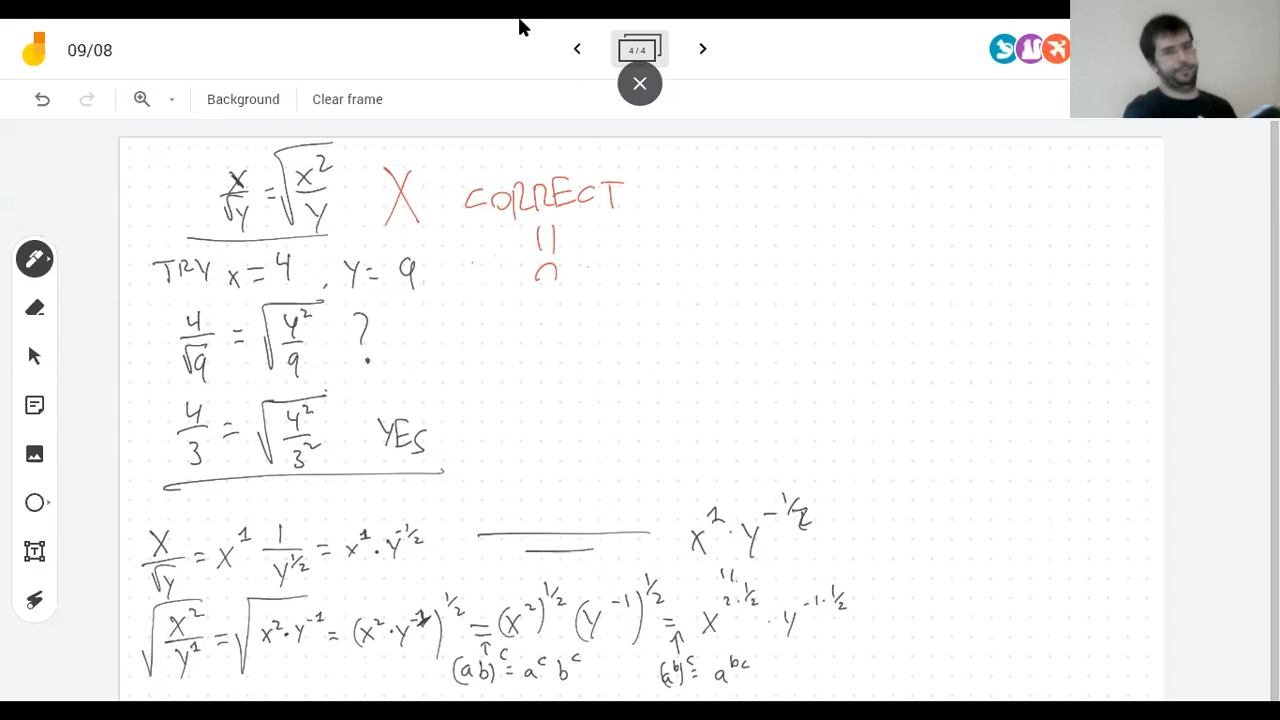 09/08
4/4
Background
Clear frame
x/√y = √(x²/y) X CORRECT
TRY x = 4, y = 9
4/√9 = √(4²/9) ?
4/3 = √(4²/3²) YES
x¹ · y^(-1/2)
x/√y = x¹ 1/y^(1/2) = x¹ · y^(-1/2)
√(x²/y¹) = √(x² · y^(-1)) = (x² · y^(-1))^(1/2) = (x²)^(1/2) (y^(-1))^(1/2) = x^(2·1/2) · y^(-1·1/2)
(ab)^c = a^c b^c
(a^b)^c = a^(bc)